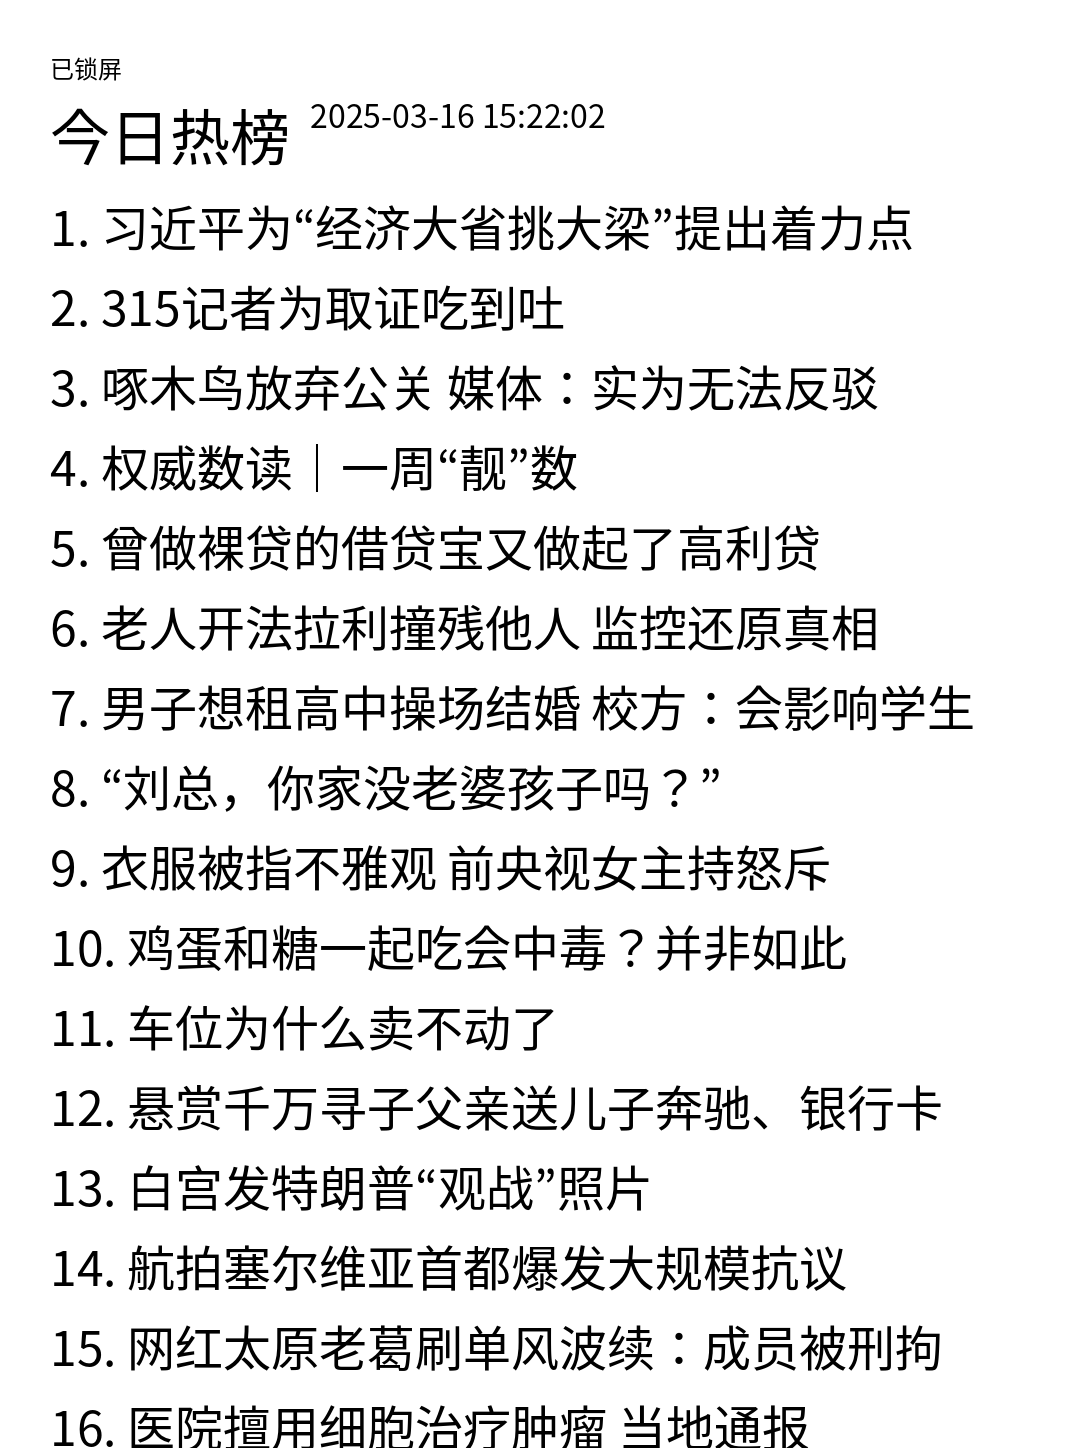 已锁屏
今日热榜 2025-03-16 15:22:02
1. 习近平为“经济大省挑大梁”提出着力点
2. 315记者为取证吃到吐
3. 啄木鸟放弃公关 媒体：实为无法反驳
4. 权威数读｜一周“靓”数
5. 曾做裸贷的借贷宝又做起了高利贷
6. 老人开法拉利撞残他人 监控还原真相
7. 男子想租高中操场结婚 校方：会影响学生
8. “刘总，你家没老婆孩子吗？”
9. 衣服被指不雅观 前央视女主持怒斥
10. 鸡蛋和糖一起吃会中毒？并非如此
11. 车位为什么卖不动了
12. 悬赏千万寻子父亲送儿子奔驰、银行卡
13. 白宫发特朗普“观战”照片
14. 航拍塞尔维亚首都爆发大规模抗议
15. 网红太原老葛刷单风波续：成员被刑拘
16. 医院擅用细胞治疗肿瘤 当地通报